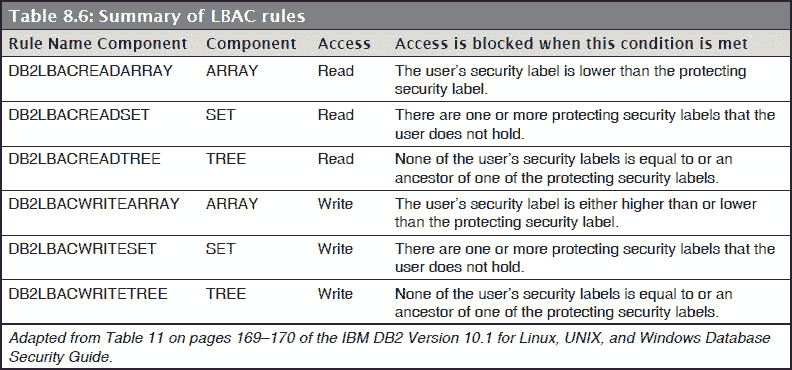 Table 8.6: Summary of LBAC rules
Rule Name Component Component Access Access is blocked when this condition is met
DB2LBACREADARRAY ARRAY Read The user's security label is lower than the protecting
security label.
DB2LBACREADSET SET Read There are one or more protecting security labels that the
user does not hold.
DB2LBACREADTREE TREE Read None of the user's security labels is equal to or an
ancestor of one of the protecting security labels.
DB2LBACWRITEARRAY ARRAY Write The user's security label is either higher than or lower
than the protecting security label.
DB2LBACWRITESET SET Write There are one or more protecting security labels that the
user does not hold.
DB2LBACWRITETREE TREE Write None of the user's security labels is equal to or an
ancestor of one of the protecting security labels.
Adapted from Table 11 on pages 169–170 of the IBM DB2 Version 10.1 for Linux, UNIX, and Windows Database
Security Guide.